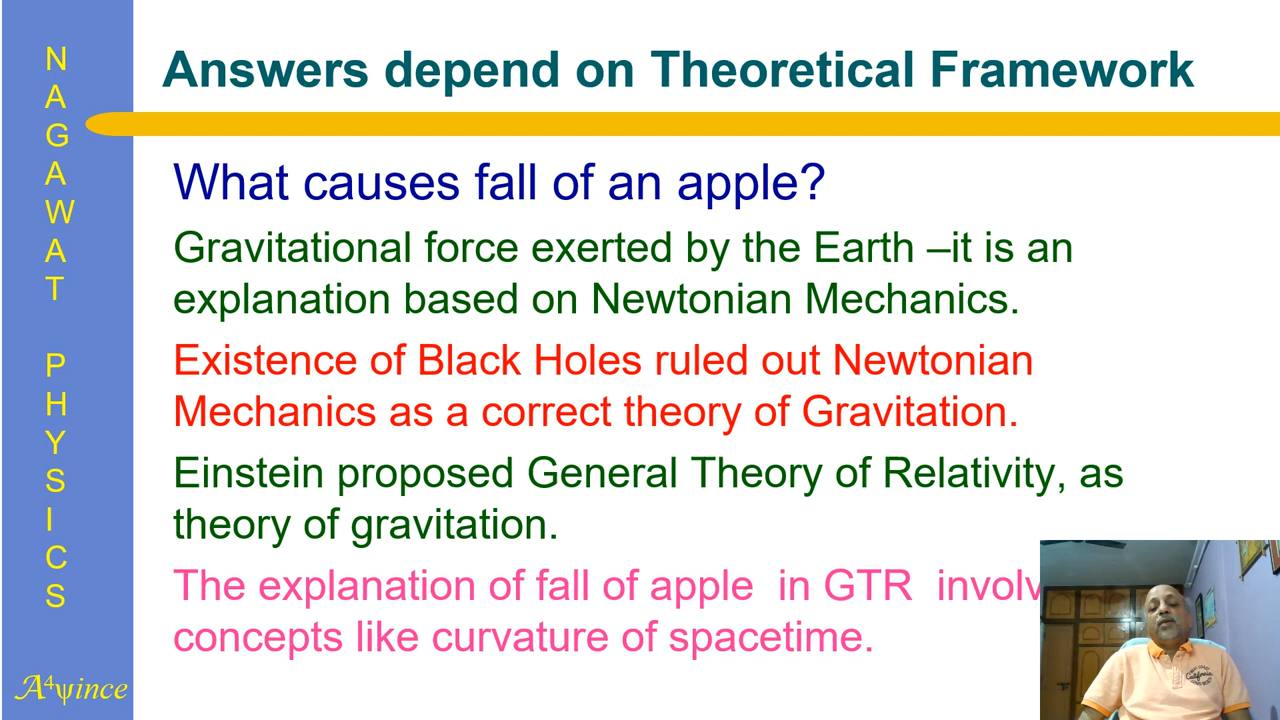 NAGAWAT
PHYSICS
A⁴ψince
Answers depend on Theoretical Framework
What causes fall of an apple?
Gravitational force exerted by the Earth –it is an
explanation based on Newtonian Mechanics.
Existence of Black Holes ruled out Newtonian
Mechanics as a correct theory of Gravitation.
Einstein proposed General Theory of Relativity, as
theory of gravitation.
The explanation of fall of apple in GTR involv
concepts like curvature of spacetime.
California